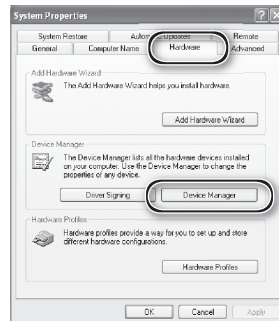 System Properties
System Restore
Automatic Updates
Remote
General
Computer Name
Hardware
Advanced
Add Hardware Wizard
The Add Hardware Wizard helps you install hardware.
Add Hardware Wizard
Device Manager
The Device Manager lists all the hardware devices installed
on your computer. Use the Device Manager to change the
properties of any device.
Driver Signing
Device Manager
Hardware Profiles
Hardware profiles provide a way for you to set up and store
different hardware configurations.
Hardware Profiles
OK
Cancel
Apply